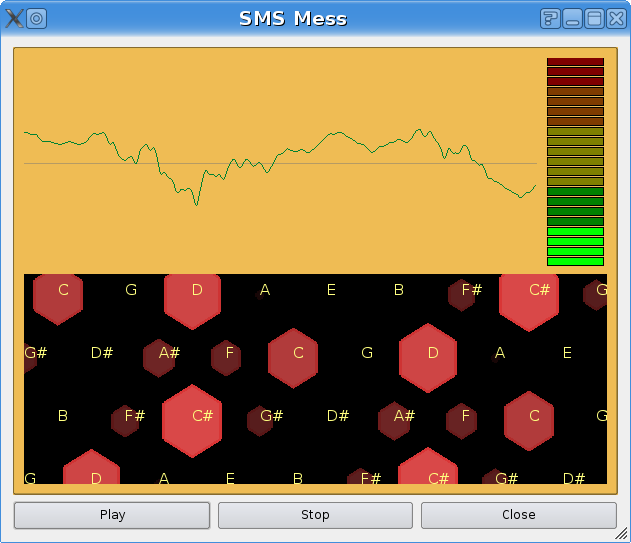 SMS Mess
C G D A E B F# C# G
G# D# A# F C G D A E
B F# C# G# D# A# F C G
G D A E B F# C# G# D#
Play Stop Close